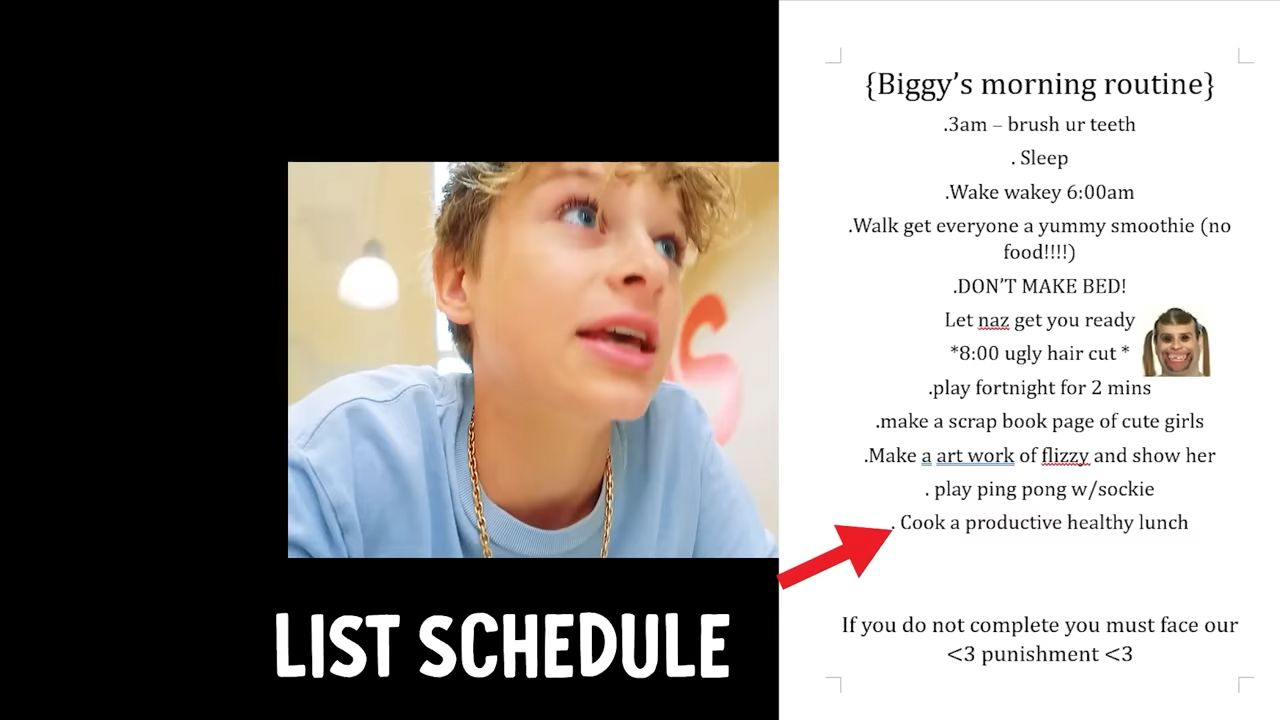 {Biggy’s morning routine}
.3am – brush ur teeth
. Sleep
.Wake wakey 6:00am
.Walk get everyone a yummy smoothie (no
food!!!!)
.DON’T MAKE BED!
Let naz get you ready
*8:00 ugly hair cut *
.play fortnight for 2 mins
.make a scrap book page of cute girls
.Make a art work of flizzy and show her
. play ping pong w/sockie
. Cook a productive healthy lunch
If you do not complete you must face our
<3 punishment <3
LIST SCHEDULE